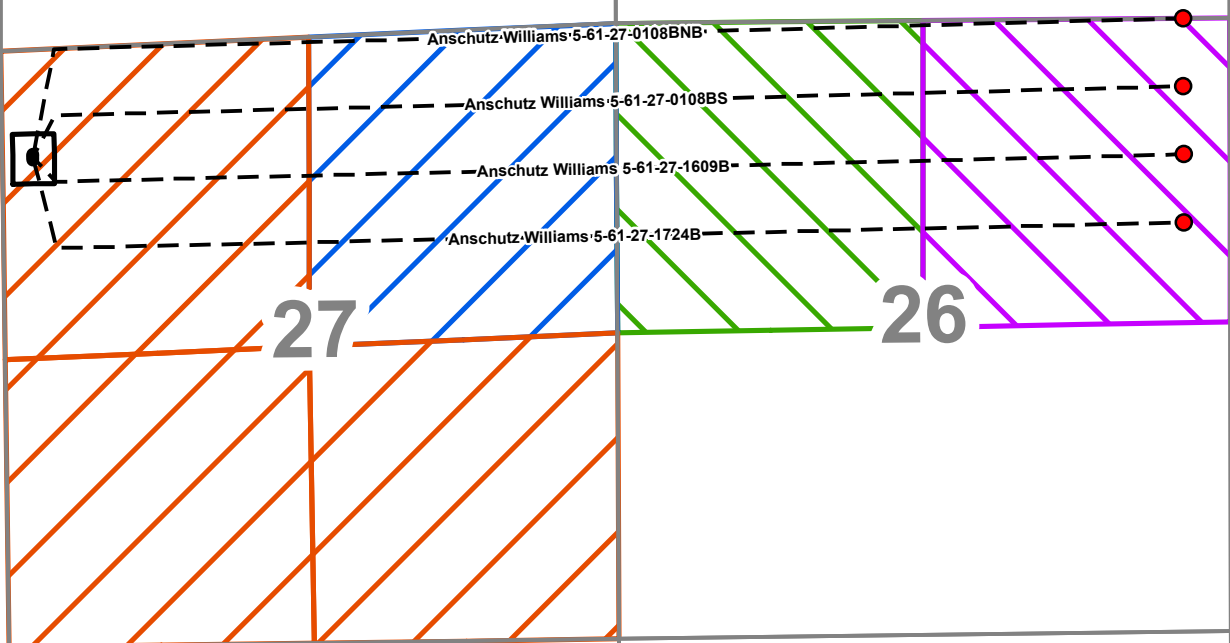 Anschutz Williams 5-61-27-0108BNB
Anschutz Williams 5-61-27-0108BS
Anschutz Williams 5-61-27-1609B
Anschutz Williams 5-61-27-1724B
27
26